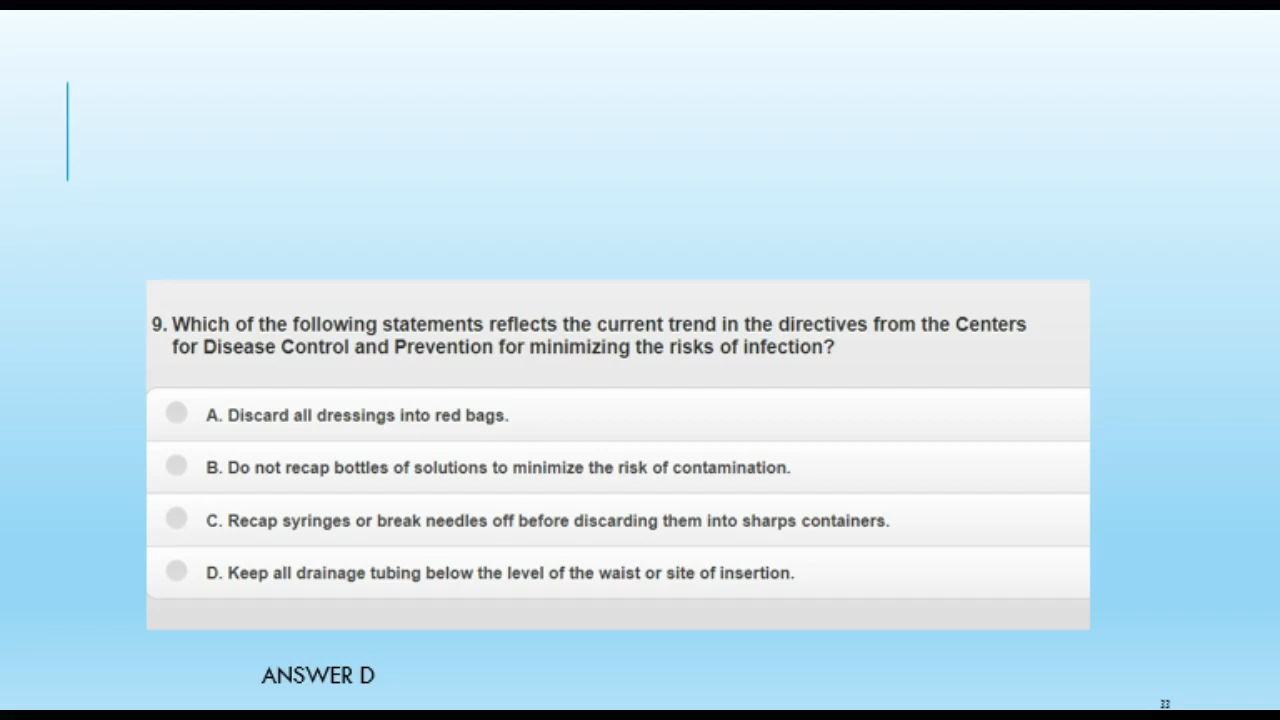 9. Which of the following statements reflects the current trend in the directives from the Centers
for Disease Control and Prevention for minimizing the risks of infection?
A. Discard all dressings into red bags.
B. Do not recap bottles of solutions to minimize the risk of contamination.
C. Recap syringes or break needles off before discarding them into sharps containers.
D. Keep all drainage tubing below the level of the waist or site of insertion.
ANSWER D
33